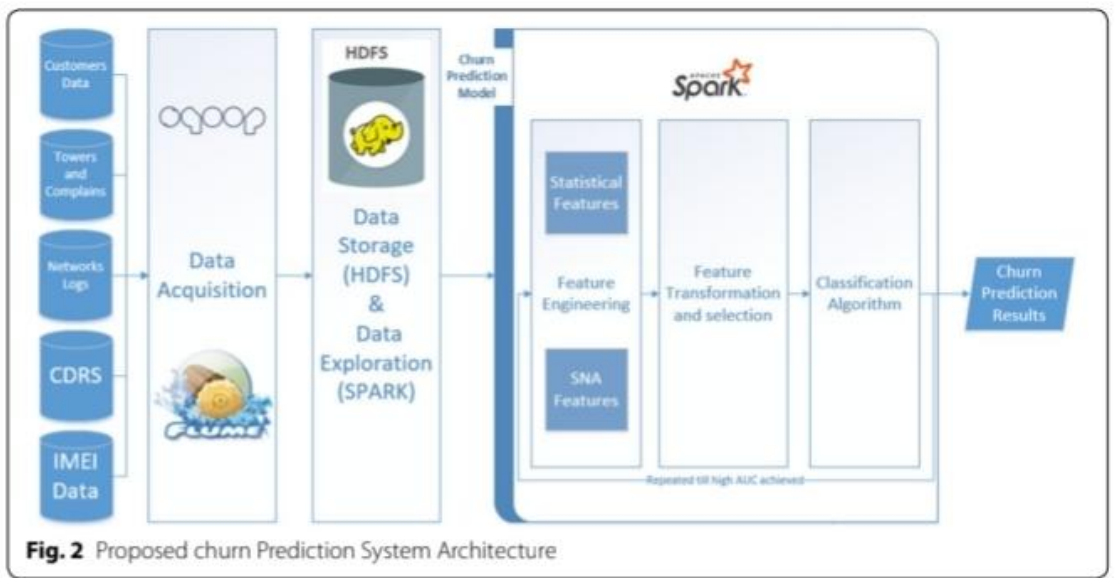 Customers
Data
Towers
and
Complains
Networks
Logs
CDRS
IMEI
Data
sqoop
Data
Acquisition
FLUME
HDFS
Data
Storage
(HDFS)
&
Data
Exploration
(SPARK)
Churn
Prediction
Model
APACHE
Spark
Statistical
Features
Feature
Engineering
SNA
Features
Feature
Transformation
and selection
Classification
Algorithm
Repeated till high AUC achieved
Churn
Prediction
Results
Fig. 2 Proposed churn Prediction System Architecture